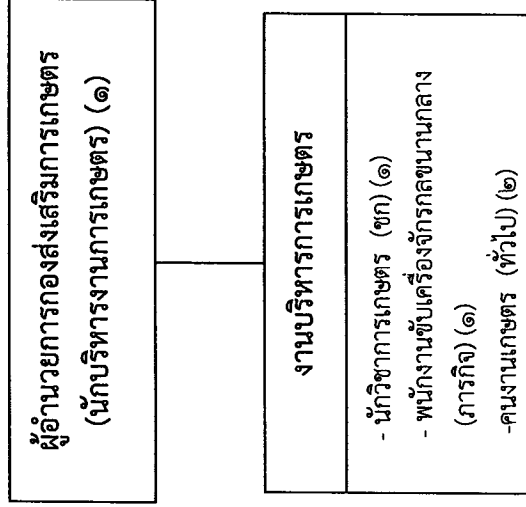 ผู้อำนวยการกองส่งเสริมการเกษตร
(นักบริหารงานการเกษตร) (๑)
งานบริหารการเกษตร
- นักวิชาการเกษตร (ชก) (๑)
- พนักงานขับเครื่องจักรกลขนานกลาง
(ภารกิจ) (๑)
-คนงานเกษตร (ทั่วไป) (๒)